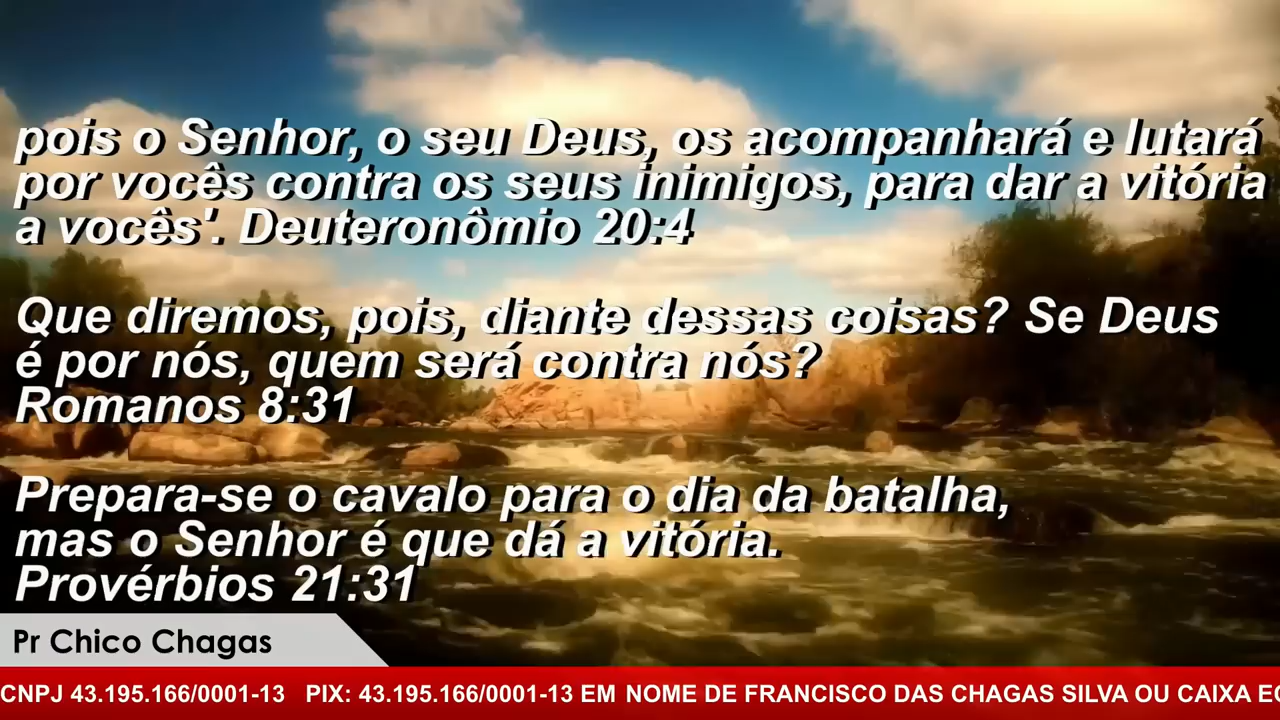 pois o Senhor, o seu Deus, os acompanhará e lutará
por vocês contra os seus inimigos, para dar a vitória
a vocês'. Deuteronômio 20:4
Que diremos, pois, diante dessas coisas? Se Deus
é por nós, quem será contra nós?
Romanos 8:31
Prepara-se o cavalo para o dia da batalha,
mas o Senhor é que dá a vitória.
Provérbios 21:31
Pr Chico Chagas
CNPJ 43.195.166/0001-13 PIX: 43.195.166/0001-13 EM NOME DE FRANCISCO DAS CHAGAS SILVA OU CAIXA